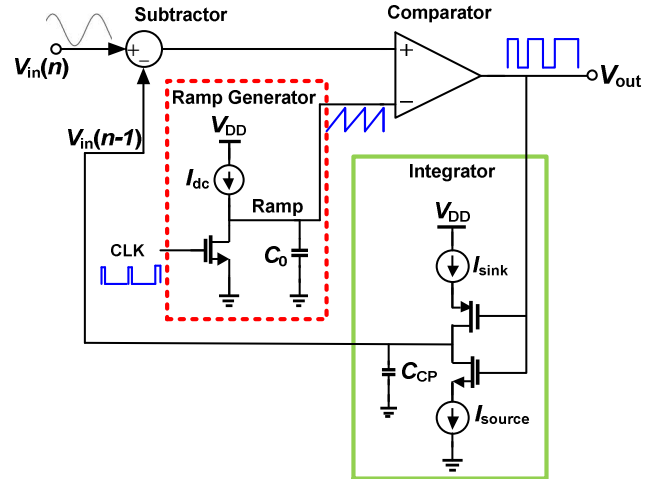 Subtractor
Comparator
+
−
Vin(n)
+
−
Vout
Ramp Generator
Vin(n-1)
VDD
Idc
Ramp
CLK
C0
Integrator
VDD
Isink
CCP
Isource